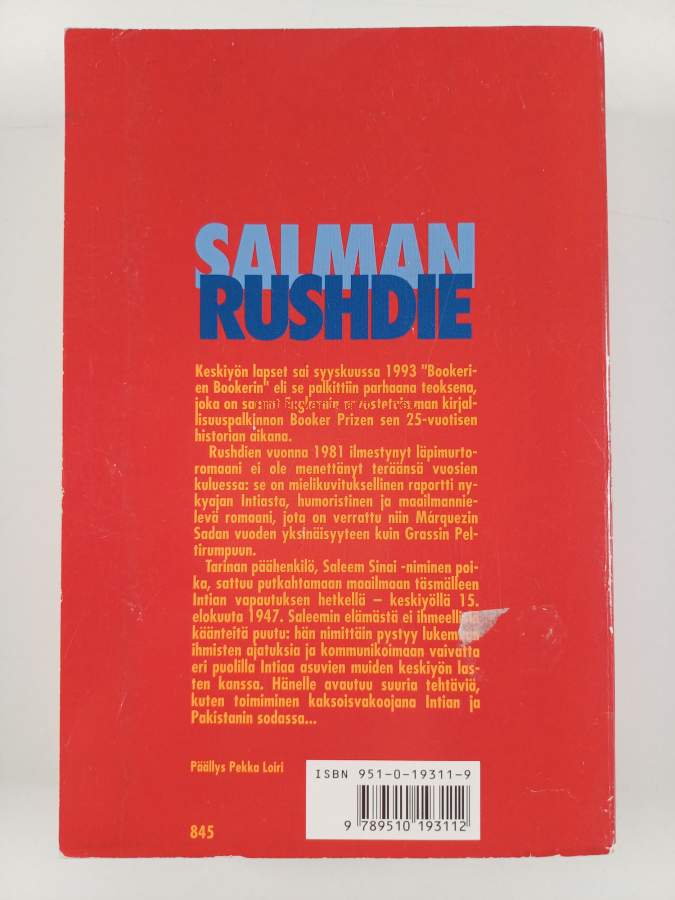 SALMAN
RUSHDIE
Keskiyön lapset sai syyskuussa 1993 "Bookeri-
en Bookerin" eli se palkittiin parhaana teoksena,
joka on
man kirjal-
lisuuspalkinnon Booker Prizen sen 25-vuotisen
historian aikana.
Rushdien vuonna 1981 ilmestynyt läpimurto-
romaani ei ole menettänyt teräänsä vuosien
kuluessa: se on mielikuvituksellinen raportti ny-
kyajan Intiasta, humoristinen ja maailmannie-
levä romaani, jota on verrattu niin Márquezin
Sadan vuoden yksinäisyyteen kuin Grassin Pel-
tirumpuun.
Tarinan päähenkilö, Saleem Sinai -niminen poi-
ka, sattuu putkahtamaan maailmaan täsmälleen
Intian vapautuksen hetkellä – keskiyöllä 15.
elokuuta 1947. Saleemin elämästä ei ihmeellisiä
käänteitä puutu: hän nimittäin pystyy lukemaan
ihmisten ajatuksia ja kommunikoimaan vaivatta
eri puolilla Intiaa asuvien muiden keskiyön las-
ten kanssa. Hänelle avautuu suuria tehtäviä,
kuten toimiminen kaksoisvakoojana Intian ja
Pakistanin sodassa...
Päällys Pekka Loiri
ISBN 951-0-19311-9
9 789510 193112
845